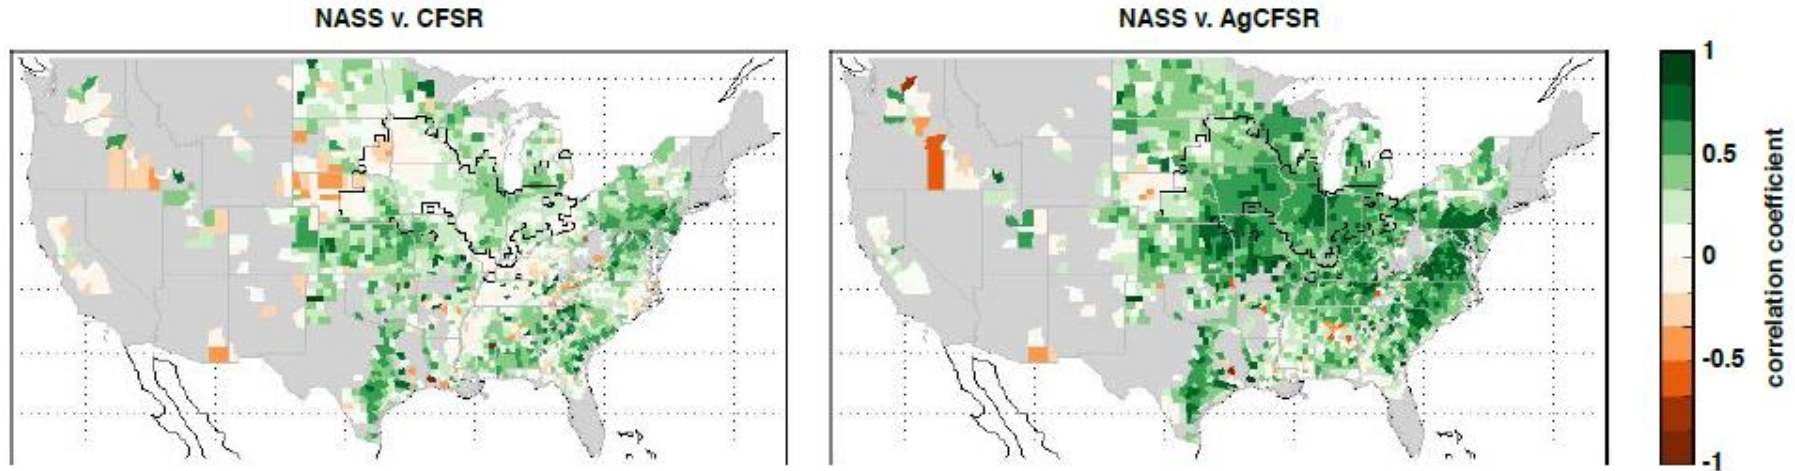 NASS v. CFSR
NASS v. AgCFSR
1
0.5
0
-0.5
-1
correlation coefficient